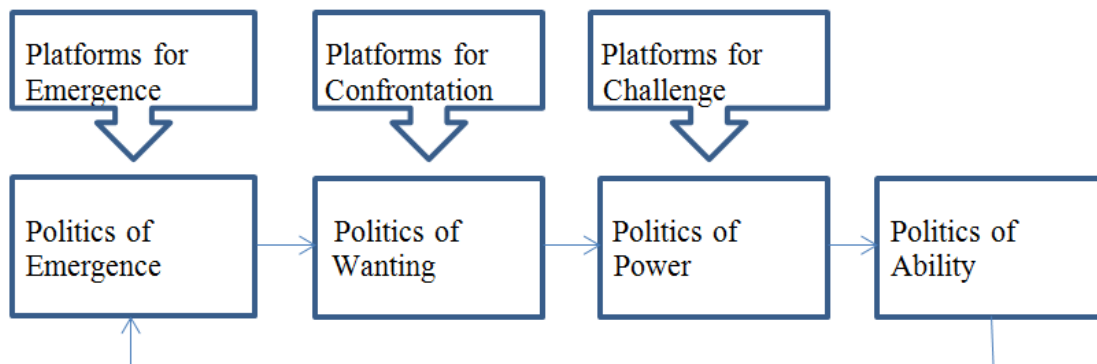 Platforms for
Emergence
Platforms for
Confrontation
Platforms for
Challenge
Politics of
Emergence
Politics of
Wanting
Politics of
Power
Politics of
Ability